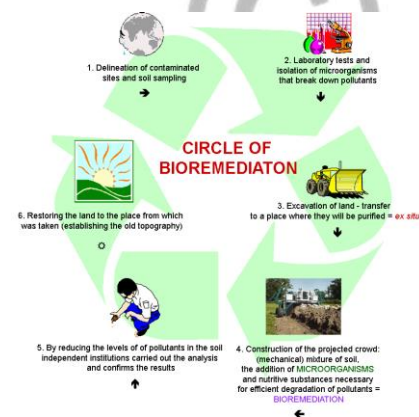 1. Delineation of contaminated
sites and soil sampling
2. Laboratory tests and
isolation of microorganisms
that break down pollutants
CIRCLE OF
BIOREMEDIATON
3. Excavation of land - transfer
to a place where they will be purified = ex situ
4. Construction of the projected crowd:
(mechanical) mixture of soil,
the addition of MICROORGANISMS
and nutritive substances necessary
for efficient degradation of pollutants =
BIOREMEDIATION
5. By reducing the levels of of pollutants in the soil
independent institutions carried out the analysis
and confirms the results
6. Restoring the land to the place from which
was taken (establishing the old topography)